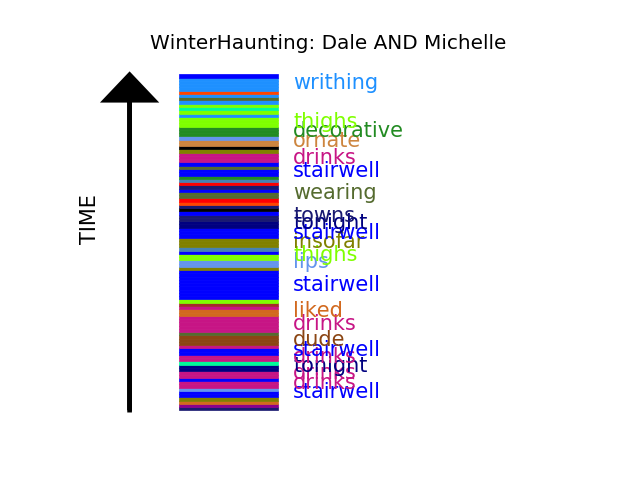 WinterHaunting: Dale AND Michelle
writhing
thighs
decorative
ornate
drinks
stairwell
wearing
towns
tonight
stairwell
insofar
thighs
lips
stairwell
liked
drinks
dude
stairwell
drinks
tonight
drinks
drinks
stairwell
TIME